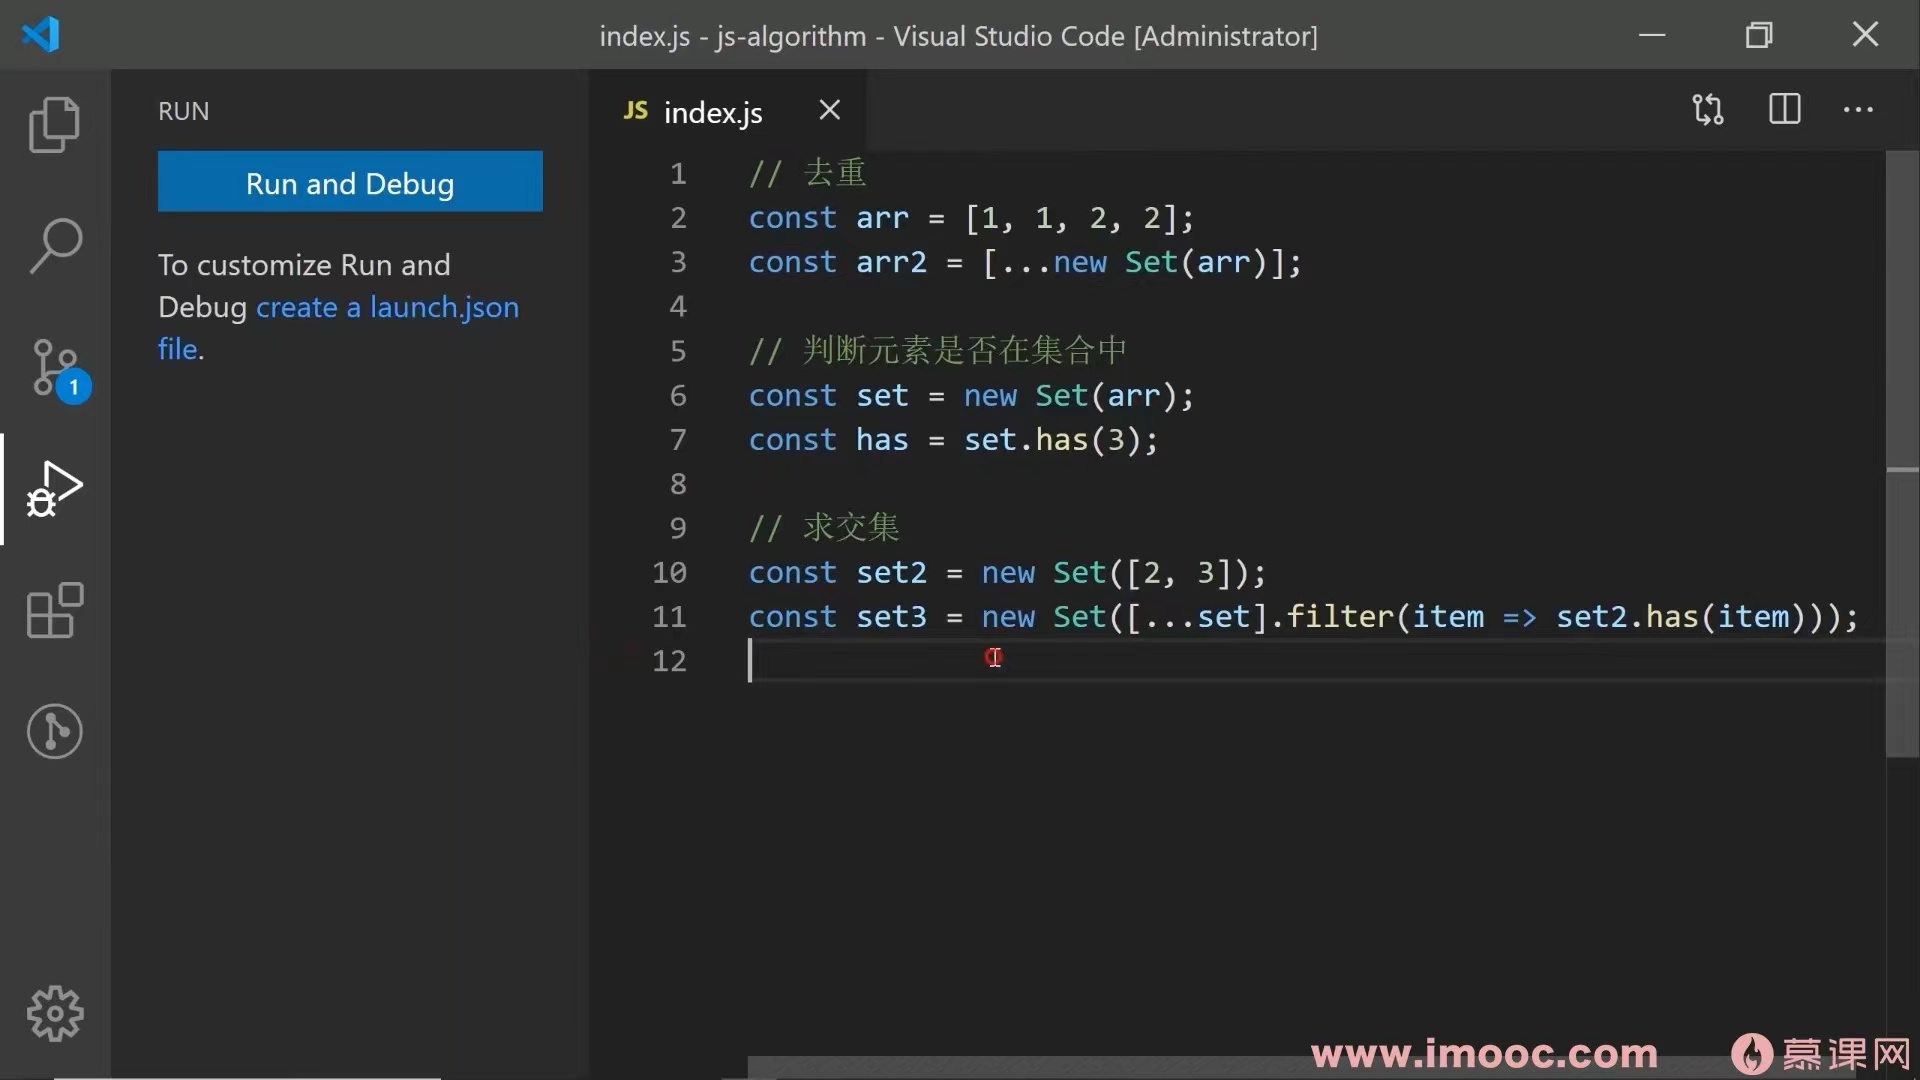 index.js - js-algorithm - Visual Studio Code [Administrator]
RUN
Run and Debug
To customize Run and
Debug create a launch.json
file.
1
JS index.js
1 // 去重
2 const arr = [1, 1, 2, 2];
3 const arr2 = [...new Set(arr)];
4
5 // 判断元素是否在集合中
6 const set = new Set(arr);
7 const has = set.has(3);
8
9 // 求交集
10 const set2 = new Set([2, 3]);
11 const set3 = new Set([...set].filter(item => set2.has(item)));
12
www.imooc.com 慕课网